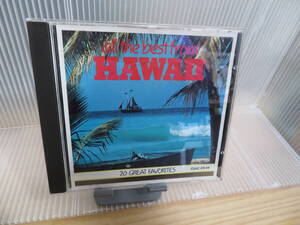 all the best from
HAWAII
20 GREAT FAVORITES